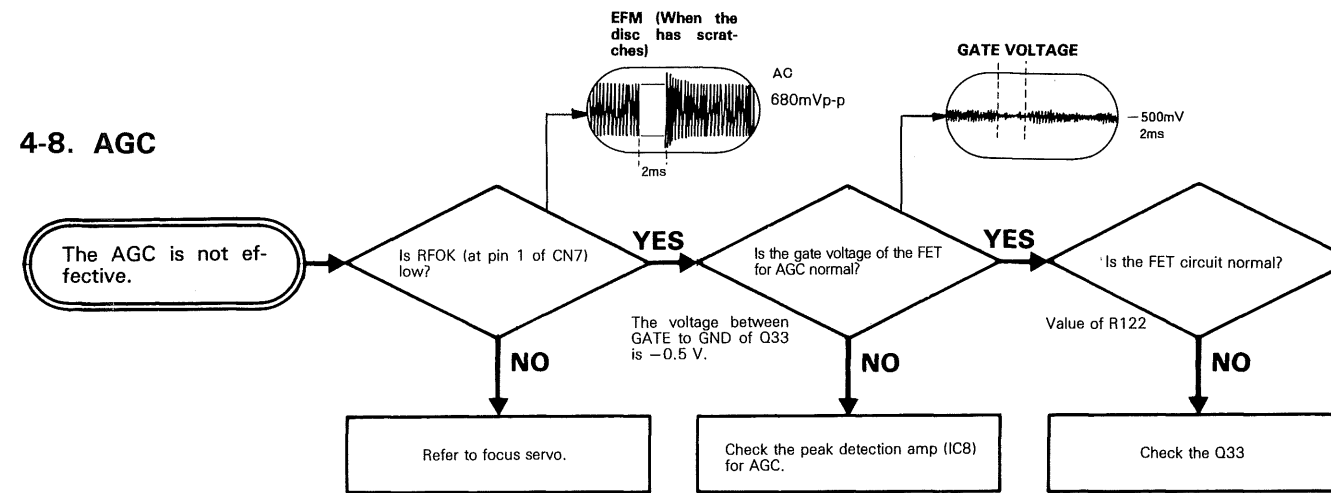 EFM (When the
disc has scrat-
ches)
AC
680mVp-p
2ms
GATE VOLTAGE
—500mV
2ms
4-8. AGC
The AGC is not ef-
fective.
Is RFOK (at pin 1 of CN7)
low?
YES
Is the gate voltage of the FET
for AGC normal?
YES
Is the FET circuit normal?
The voltage between
GATE to GND of Q33
is —0.5 V.
Value of R122
NO
NO
Refer to focus servo.
Check the peak detection amp (IC8)
for AGC.
Check the Q33